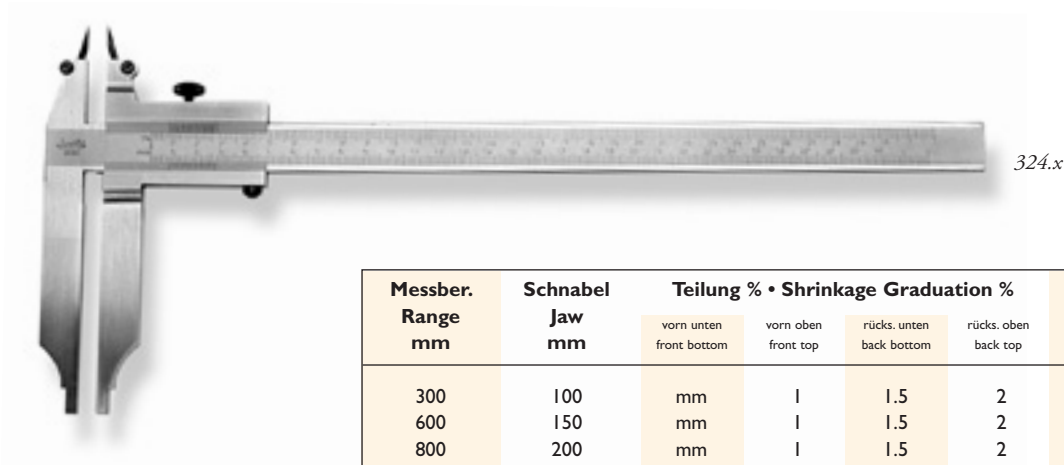 324.x
Messber. Schnabel Teilung % • Shrinkage Graduation %
Range Jaw vorn unten vorn oben rücks. unten rücks. oben
mm mm front bottom front top back bottom back top
300 100 mm 1 1.5 2
600 150 mm 1 1.5 2
800 200 mm 1 1.5 2